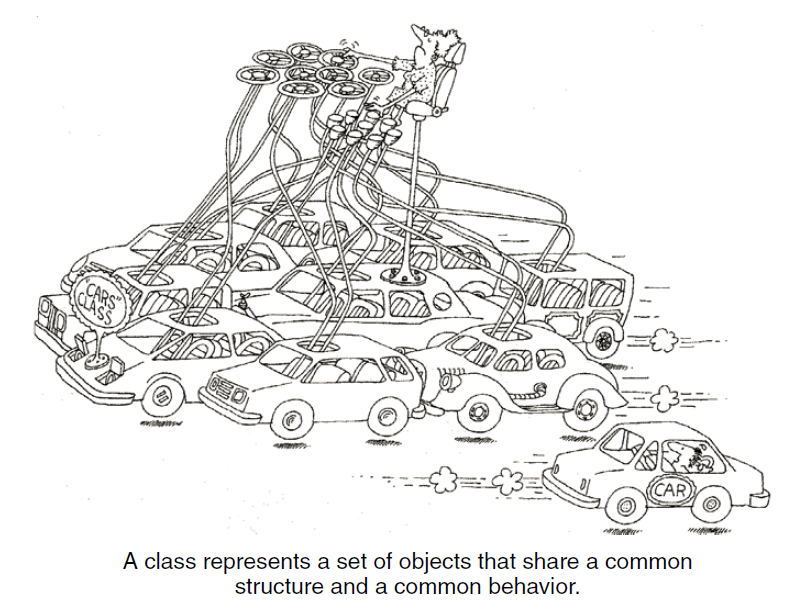 "CARS"
CLASS
CAR
A class represents a set of objects that share a common
structure and a common behavior.